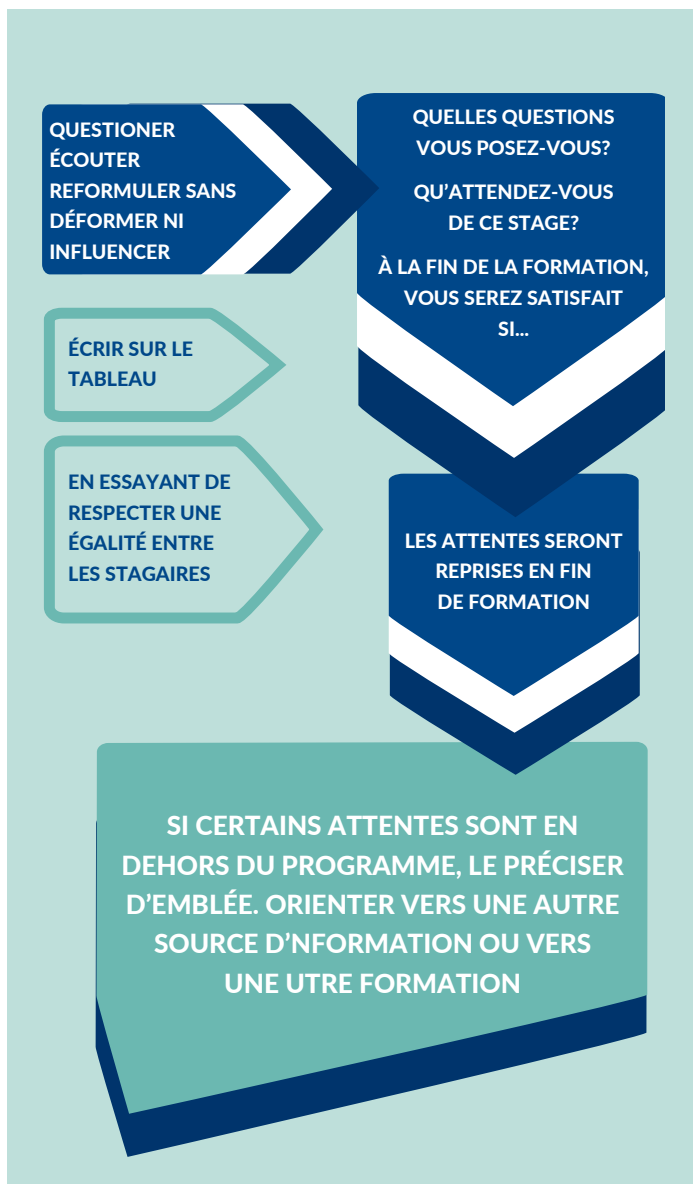 QUESTIONER
ÉCOUTER
REFORMULER SANS
DÉFORMER NI
INFLUENCER
QUELLES QUESTIONS
VOUS POSEZ-VOUS?
QU'ATTENDEZ-VOUS
DE CE STAGE?
À LA FIN DE LA FORMATION,
VOUS SEREZ SATISFAIT
SI...
ÉCRIR SUR LE
TABLEAU
EN ESSAYANT DE
RESPECTER UNE
ÉGALITÉ ENTRE
LES STAGAIRES
LES ATTENTES SERONT
REPRISES EN FIN
DE FORMATION
SI CERTAINS ATTENTES SONT EN
DEHORS DU PROGRAMME, LE PRÉCISER
D'EMBLÉE. ORIENTER VERS UNE AUTRE
SOURCE D'NFORMATION OU VERS
UNE UTRE FORMATION